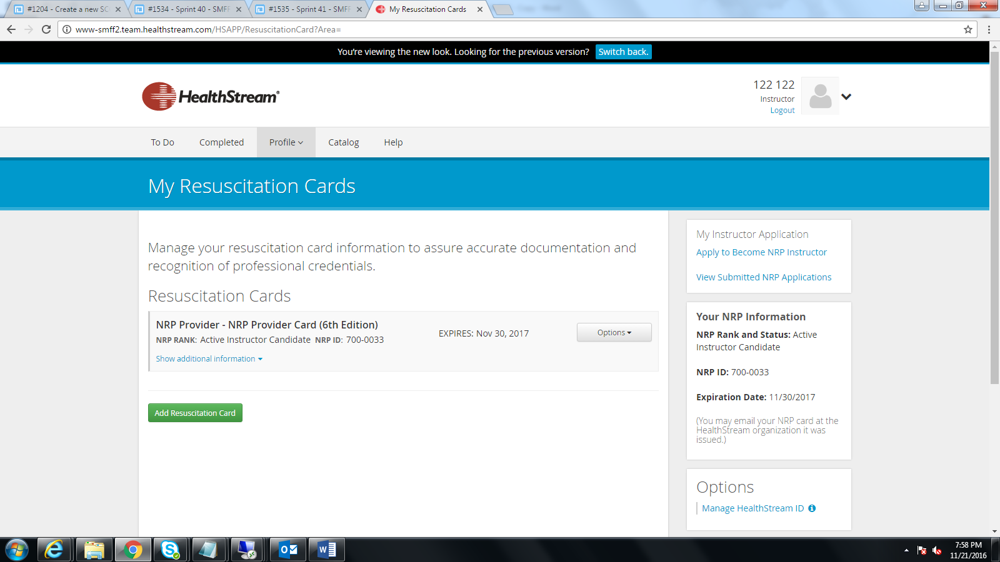 #1204 - Create a new SC
#1534 - Sprint 40 - SMFF
#1535 - Sprint 41 - SMFF
My Resuscitation Cards
www-smff2.team.healthstream.com/HSAPP/ResuscitationCard?Area=
You're viewing the new look. Looking for the previous version? Switch back.
HealthStream®
122 122
Instructor
Logout
To Do
Completed
Profile
Catalog
Help
My Resuscitation Cards
Manage your resuscitation card information to assure accurate documentation and
recognition of professional credentials.
Resuscitation Cards
NRP Provider - NRP Provider Card (6th Edition)
NRP RANK: Active Instructor Candidate NRP ID: 700-0033
Show additional information
EXPIRES: Nov 30, 2017
Options
Add Resuscitation Card
My Instructor Application
Apply to Become NRP Instructor
View Submitted NRP Applications
Your NRP Information
NRP Rank and Status: Active
Instructor Candidate
NRP ID: 700-0033
Expiration Date: 11/30/2017
(You may email your NRP card at the
HealthStream organization it was
issued.)
Options
Manage HealthStream ID
7:58 PM
11/21/2016